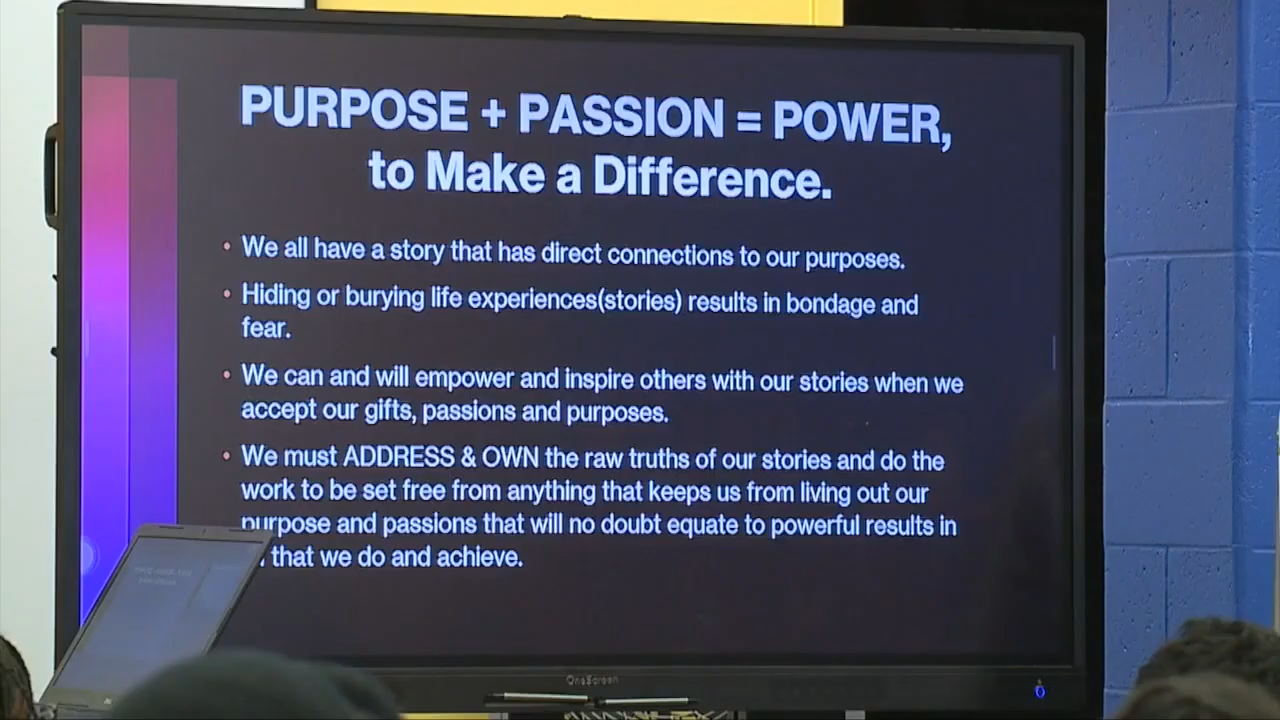 PURPOSE + PASSION = POWER,
to Make a Difference.
• We all have a story that has direct connections to our purposes.
• Hiding or burying life experiences(stories) results in bondage and
fear.
• We can and will empower and inspire others with our stories when we
accept our gifts, passions and purposes.
• We must ADDRESS & OWN the raw truths of our stories and do the
work to be set free from anything that keeps us from living out our
purpose and passions that will no doubt equate to powerful results in
that we do and achieve.
OneScreen